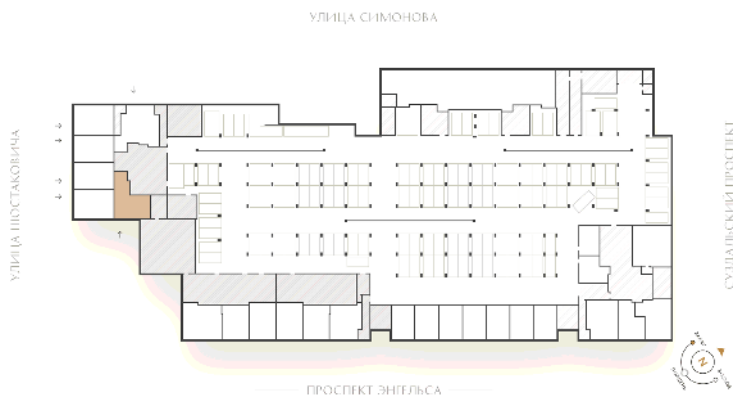 УЛИЦА СИМОНОВА
УЛИЦА ШОСТАКОВИЧА
СУЗДАЛЬСКИЙ ПРОСПЕКТ
ПРОСПЕКТ ЭНГЕЛЬСА
N